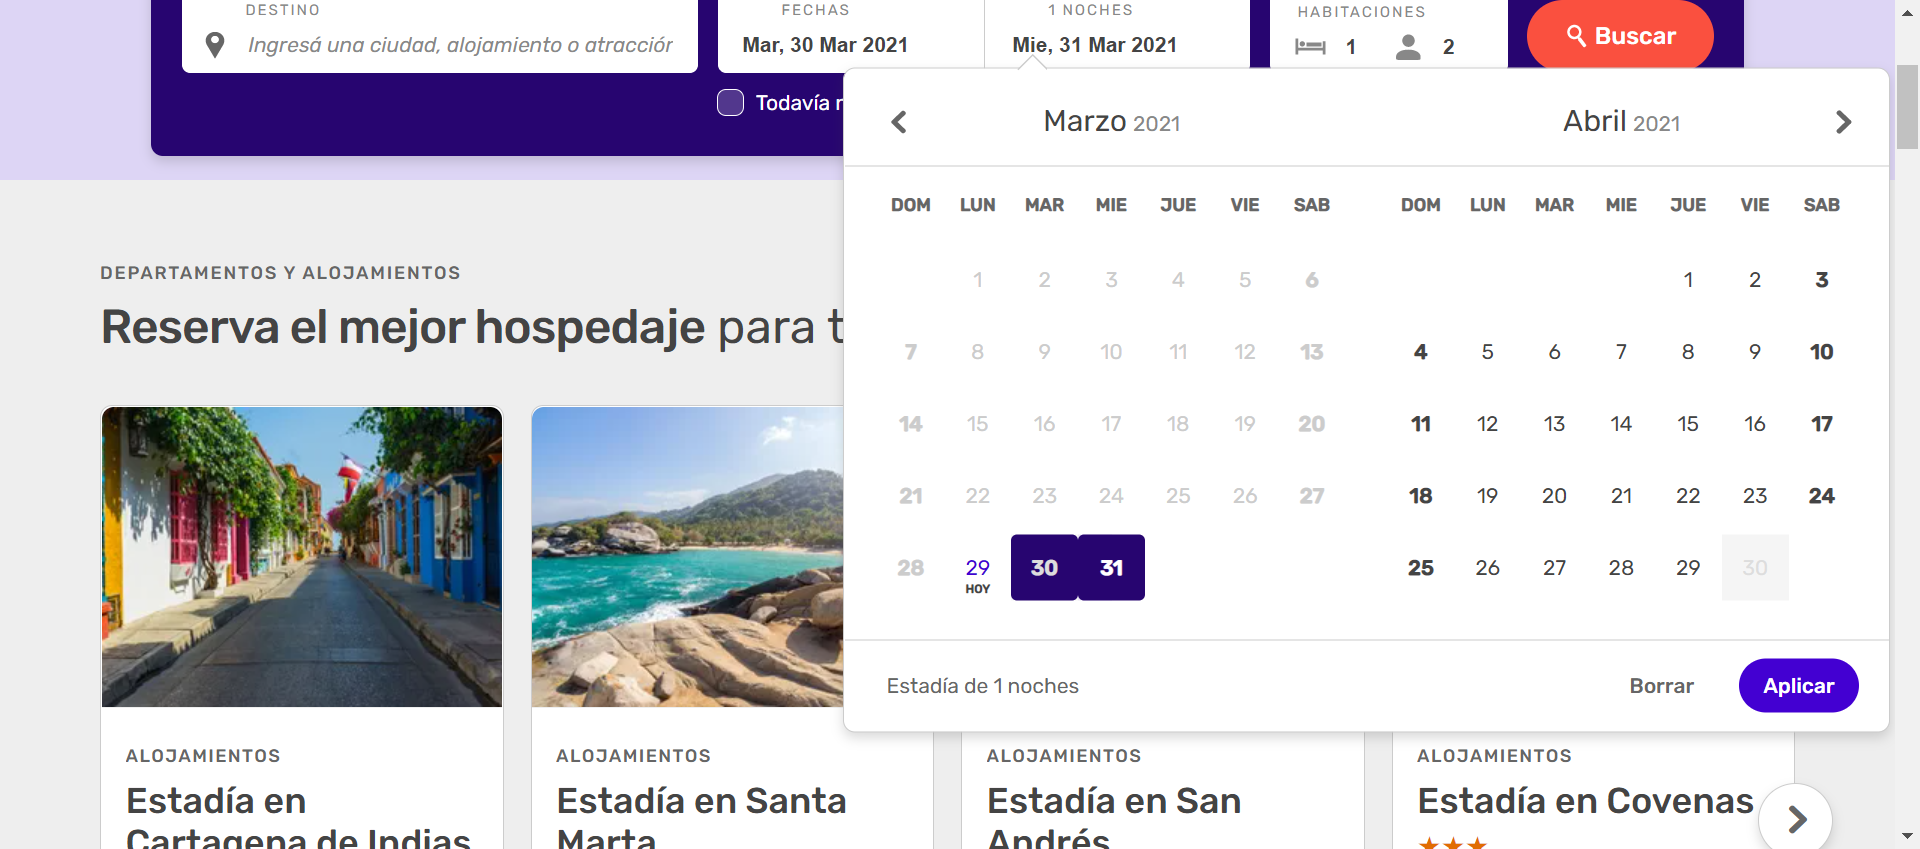 DESTINO
FECHAS
1 NOCHES
HABITACIONES
Ingresá una ciudad, alojamiento o atracción
Mar, 30 Mar 2021
Mie, 31 Mar 2021
1
2
Buscar
Todavía
Marzo 2021
Abril 2021
DOM LUN MAR MIE JUE VIE SAB
1 2 3 4 5 6
7 8 9 10 11 12 13
14 15 16 17 18 19 20
21 22 23 24 25 26 27
28 29 30 31
HOY
DOM LUN MAR MIE JUE VIE SAB
1 2 3
4 5 6 7 8 9 10
11 12 13 14 15 16 17
18 19 20 21 22 23 24
25 26 27 28 29 30
Estadía de 1 noches
Borrar
Aplicar
DEPARTAMENTOS Y ALOJAMIENTOS
Reserva el mejor hospedaje para
ALOJAMIENTOS
Estadía en
Cartagena de Indias
ALOJAMIENTOS
Estadía en Santa
Marta
ALOJAMIENTOS
Estadía en San
Andrés
ALOJAMIENTOS
Estadía en Covenas